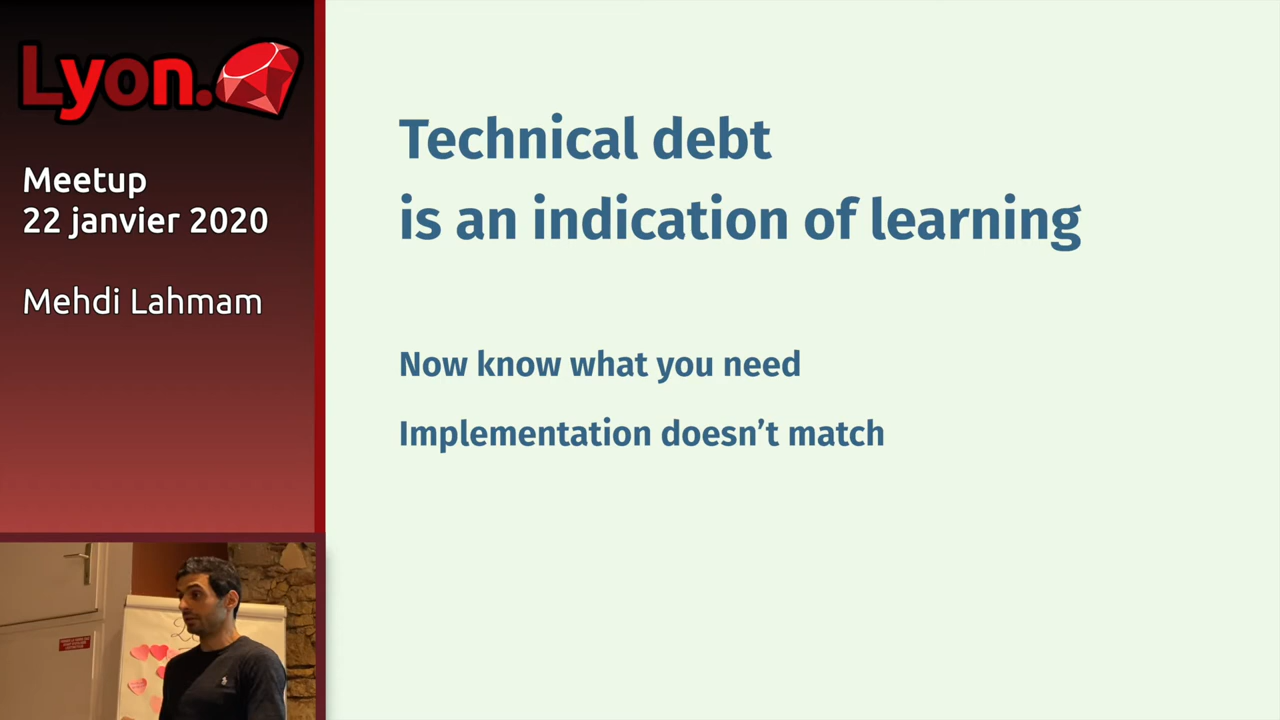 Lyon.
Meetup
22 janvier 2020
Mehdi Lahmam
Technical debt
is an indication of learning
Now know what you need
Implementation doesn’t match